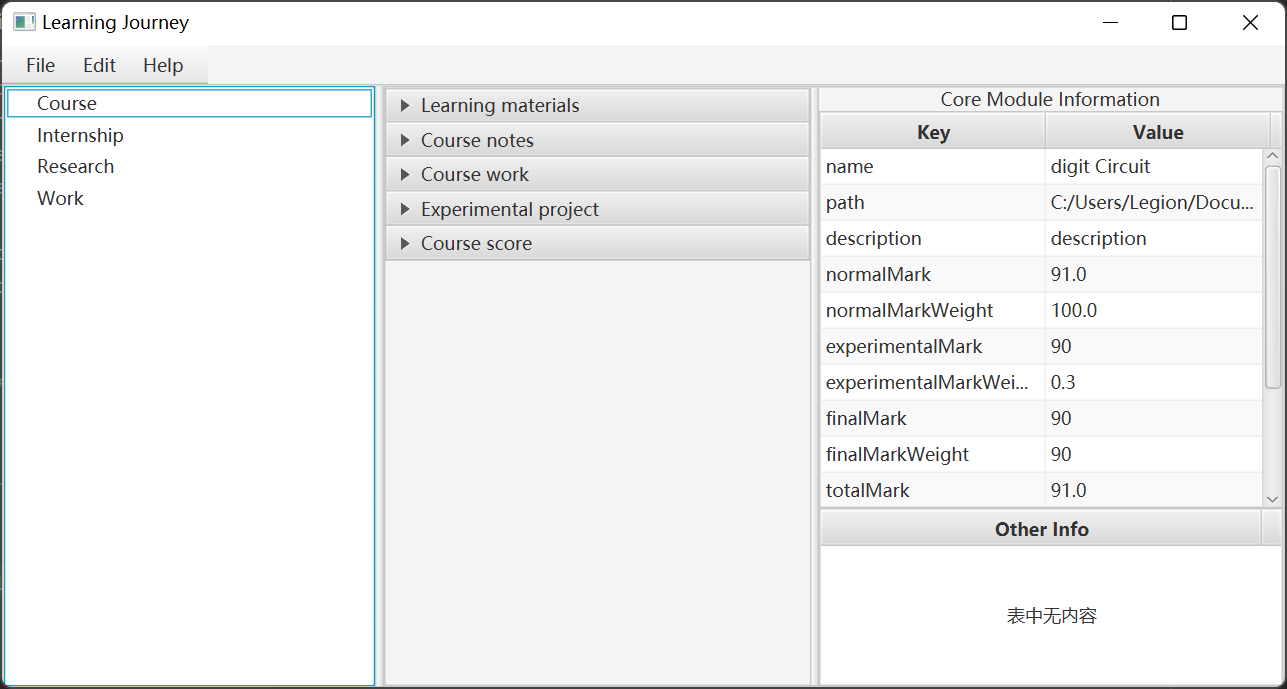 Learning Journey
File Edit Help
Course
Internship
Research
Work
Learning materials
Course notes
Course work
Experimental project
Course score
Core Module Information
Key Value
name digit Circuit
path C:/Users/Legion/Docu...
description description
normalMark 91.0
normalMarkWeight 100.0
experimentalMark 90
experimentalMarkWei... 0.3
finalMark 90
finalMarkWeight 90
totalMark 91.0
Other Info
表中无内容